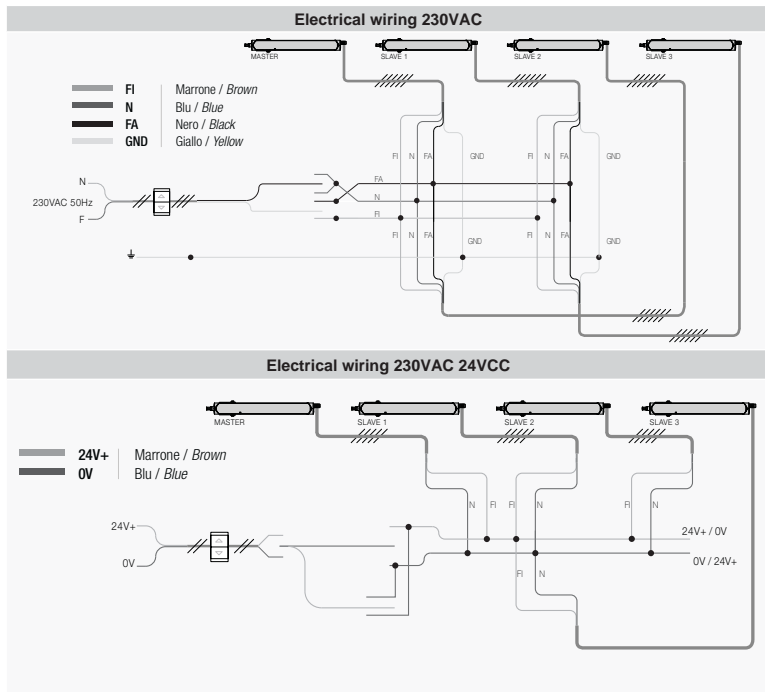 Electrical wiring 230VAC
MASTER SLAVE 1 SLAVE 2 SLAVE 3
FI Marrone / Brown
N Blu / Blue
FA Nero / Black
GND Giallo / Yellow
FI N FA GND FI N FA GND
N FA
230VAC 50Hz N
F FI
FI N FA GND FI N FA GND
Electrical wiring 230VAC 24VCC
MASTER SLAVE 1 SLAVE 2 SLAVE 3
24V+ Marrone / Brown
0V Blu / Blue
N FI FI N FI N
24V+ 24V+ / 0V
0V 0V / 24V+
FI N